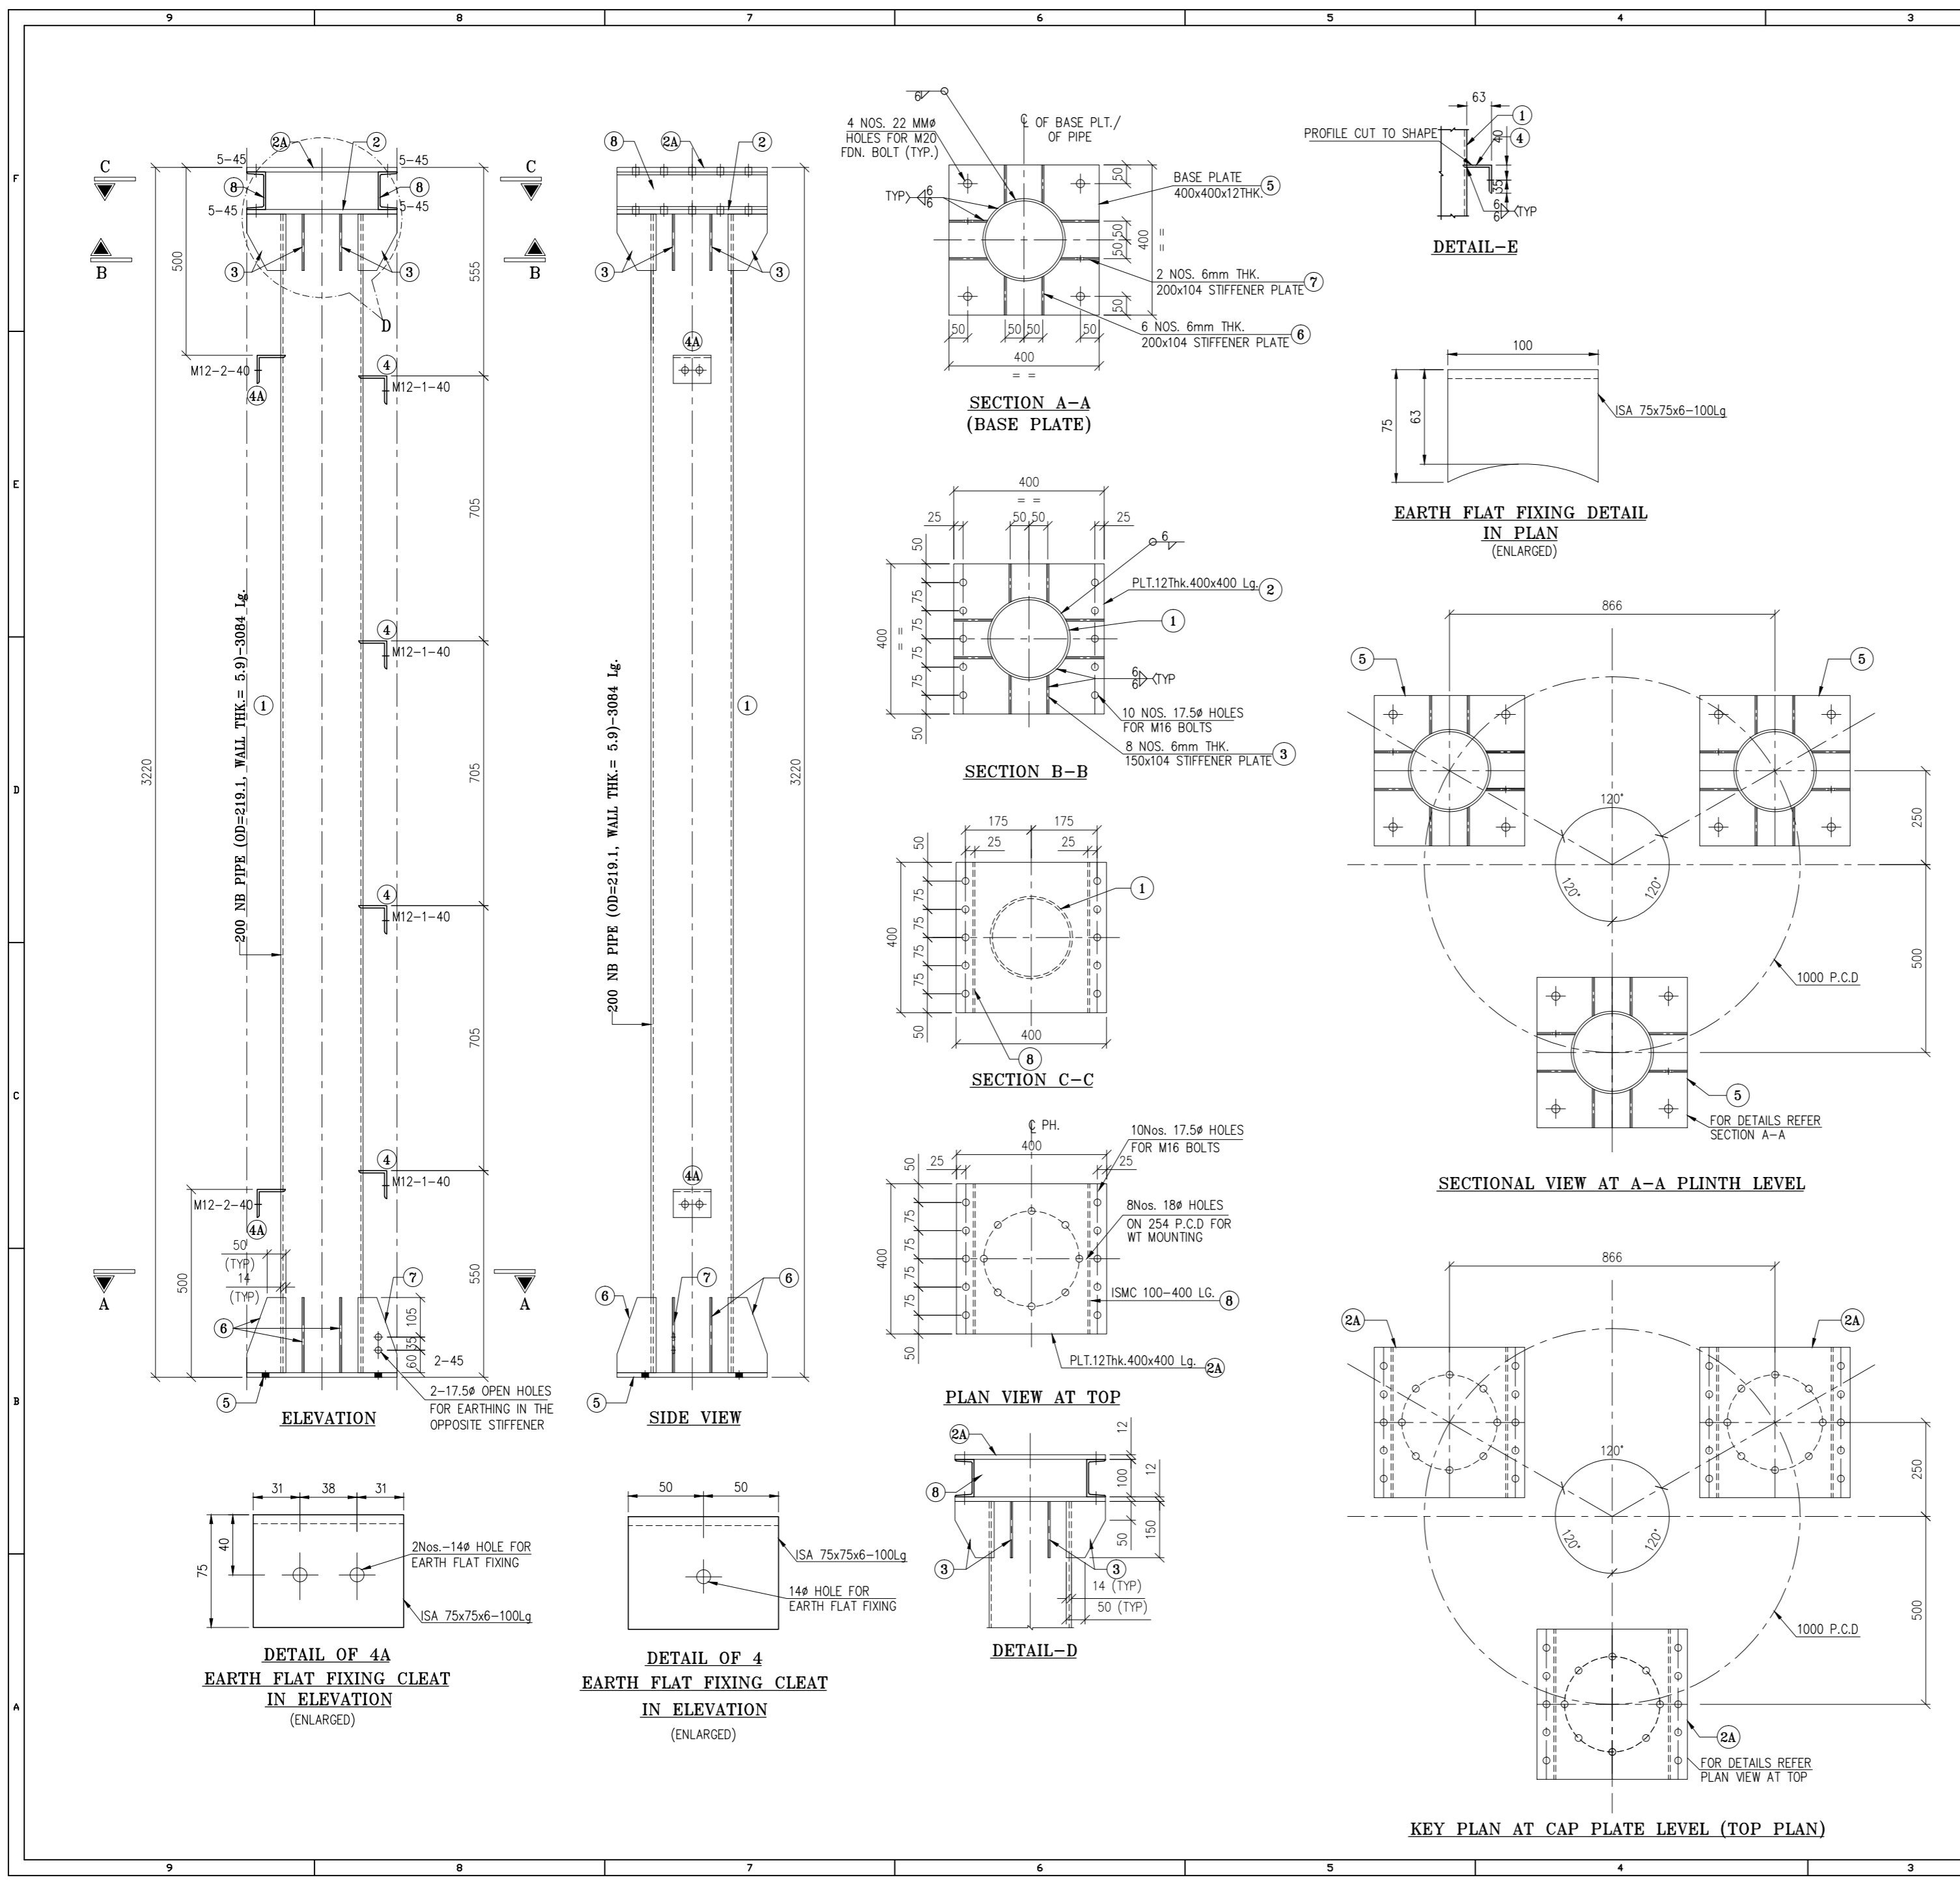 9
8
7
6
5
4
3
F
E
D
C
B
A
C
C
B
B
2A
2
5-45
5-45
8
8
5-45
5-45
3
3
D
500
555
M12-2-40
4A
4
M12-1-40
705
4
M12-1-40
705
4
M12-1-40
705
4
M12-1-40
3220
200 NB PIPE (OD=219.1, WALL THK.= 5.9)-3084 Lg.
1
M12-2-40
4A
50
(TYP)
14
(TYP)
500
550
A
A
6
7
105
35
60
2-45
5
2-17.5ø OPEN HOLES
FOR EARTHING IN THE
OPPOSITE STIFFENER
ELEVATION
8
2A
2
3
3
4A
200 NB PIPE (OD=219.1, WALL THK.= 5.9)-3084 Lg.
1
3220
4A
6
7
6
5
SIDE VIEW
6
4 NOS. 22 MMø
HOLES FOR M20
FDN. BOLT (TYP.)
℄ OF BASE PLT./
OF PIPE
TYP
6
6
50
BASE PLATE
400x400x12THK.
5
50
50
400
=
=
2 NOS. 6mm THK.
200x104 STIFFENER PLATE
7
50
6 NOS. 6mm THK.
200x104 STIFFENER PLATE
6
50
50
50
50
400
= =
SECTION A-A
(BASE PLATE)
63
1
PROFILE CUT TO SHAPE
4
40
35
6
6
TYP
DETAIL-E
100
75
63
ISA 75x75x6-100Lg
EARTH FLAT FIXING DETAIL
IN PLAN
(ENLARGED)
400
= =
25
50
50
25
6
50
75
75
75
75
50
400
=
=
PLT.12Thk.400x400 Lg.
2
1
6
6
TYP
10 NOS. 17.5ø HOLES
FOR M16 BOLTS
8 NOS. 6mm THK.
150x104 STIFFENER PLATE
3
SECTION B-B
175
175
25
25
50
75
75
75
75
50
400
1
400
8
SECTION C-C
℄ PH.
400
25
25
10Nos. 17.5ø HOLES
FOR M16 BOLTS
50
75
75
75
75
50
400
8Nos. 18ø HOLES
ON 254 P.C.D FOR
WT MOUNTING
ISMC 100-400 LG.
8
PLT.12Thk.400x400 Lg.
2A
PLAN VIEW AT TOP
2A
12
8
100
12
50
150
3
3
14 (TYP)
50 (TYP)
DETAIL-D
31
38
31
75
40
2Nos.-14ø HOLE FOR
EARTH FLAT FIXING
ISA 75x75x6-100Lg
DETAIL OF 4A
EARTH FLAT FIXING CLEAT
IN ELEVATION
(ENLARGED)
50
50
ISA 75x75x6-100Lg
14ø HOLE FOR
EARTH FLAT FIXING
DETAIL OF 4
EARTH FLAT FIXING CLEAT
IN ELEVATION
(ENLARGED)
866
5
5
120°
120°
120°
250
500
1000 P.C.D
5
FOR DETAILS REFER
SECTION A-A
SECTIONAL VIEW AT A-A PLINTH LEVEL
866
2A
2A
120°
120°
120°
250
500
1000 P.C.D
2A
FOR DETAILS REFER
PLAN VIEW AT TOP
KEY PLAN AT CAP PLATE LEVEL (TOP PLAN)
9
8
7
6
5
4
3